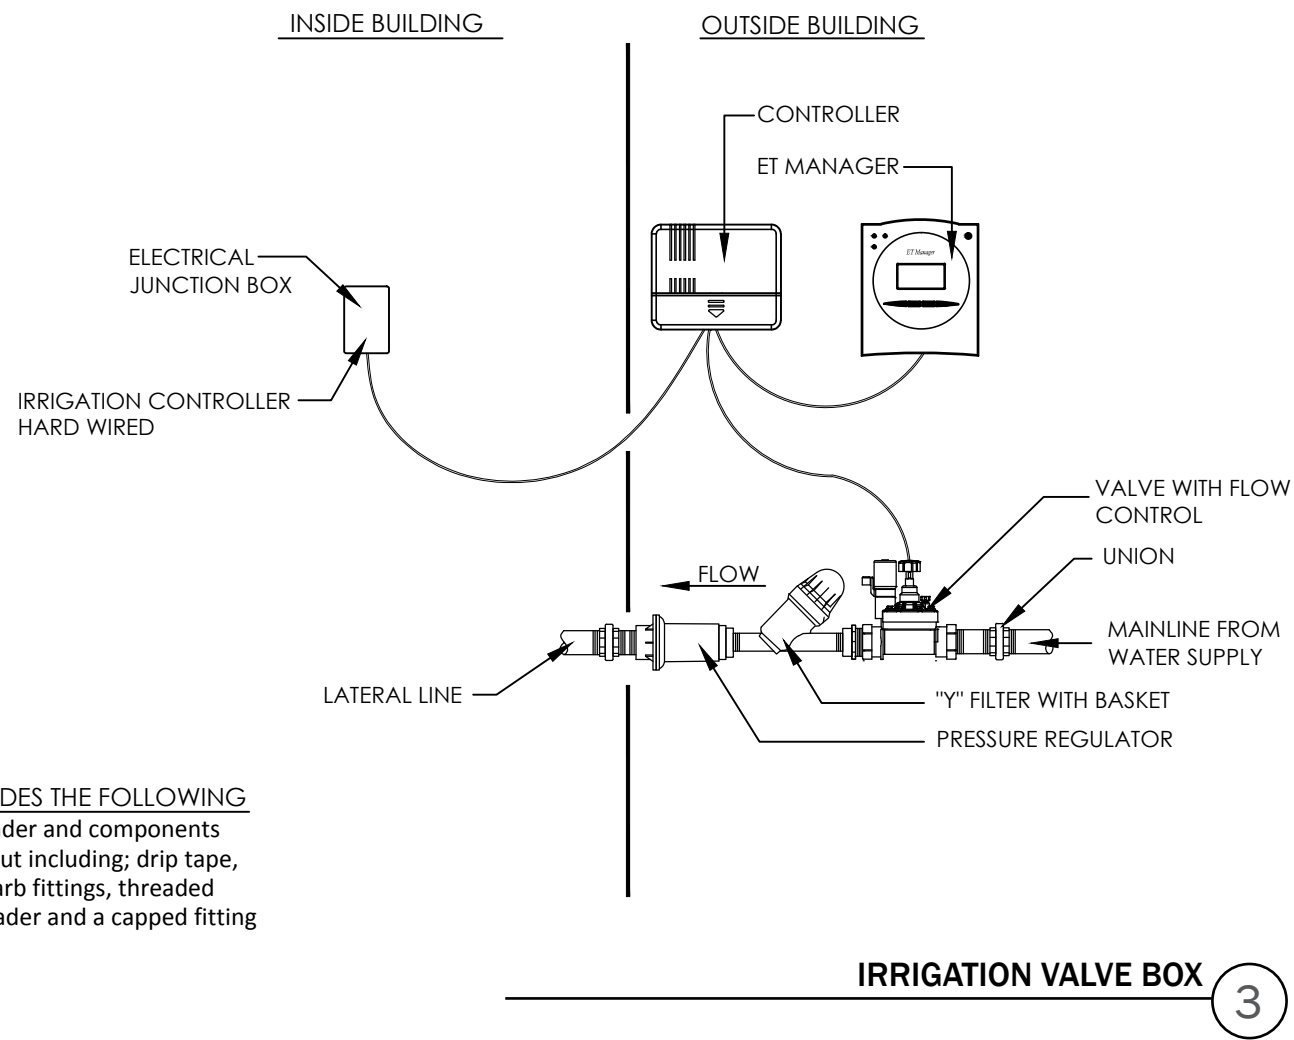 INSIDE BUILDING
OUTSIDE BUILDING
CONTROLLER
ET MANAGER
ELECTRICAL
JUNCTION BOX
ET Manager
IRRIGATION CONTROLLER
HARD WIRED
VALVE WITH FLOW
CONTROL
UNION
FLOW
MAINLINE FROM
WATER SUPPLY
LATERAL LINE
"Y" FILTER WITH BASKET
PRESSURE REGULATOR
DES THE FOLLOWING
der and components
ut including; drip tape,
arb fittings, threaded
ader and a capped fitting
IRRIGATION VALVE BOX
3